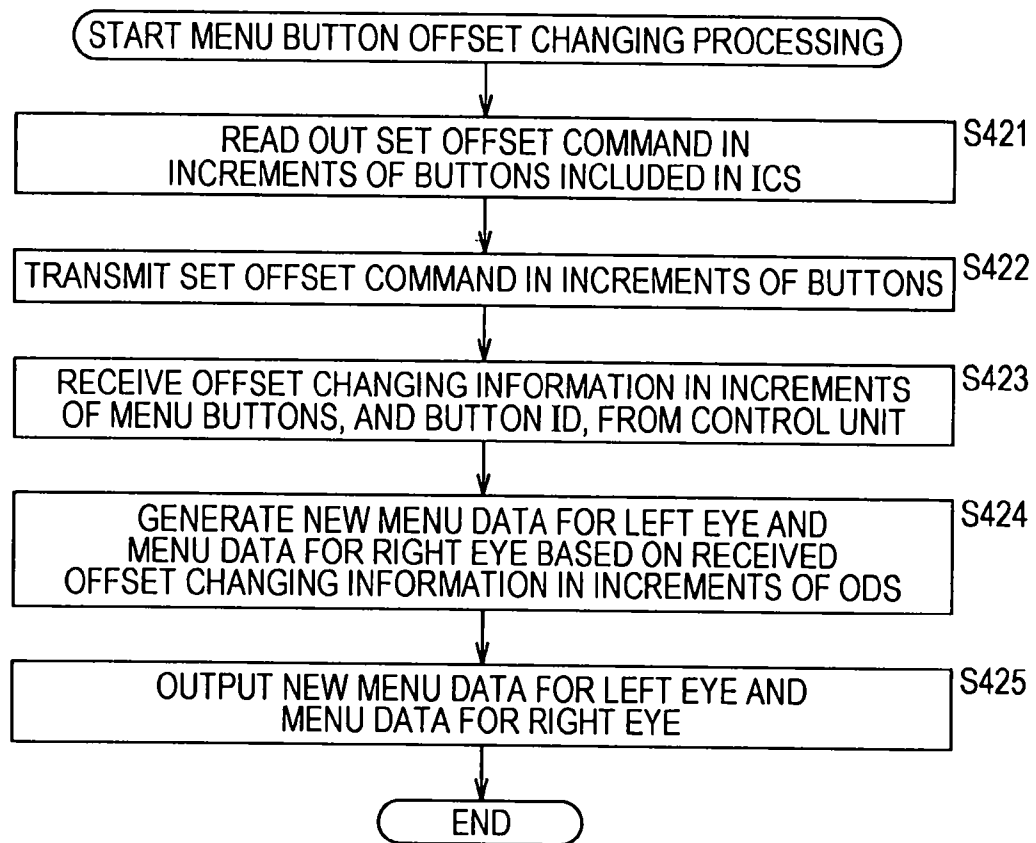 START MENU BUTTON OFFSET CHANGING PROCESSING
READ OUT SET OFFSET COMMAND IN
INCREMENTS OF BUTTONS INCLUDED IN ICS
S421
TRANSMIT SET OFFSET COMMAND IN INCREMENTS OF BUTTONS
S422
RECEIVE OFFSET CHANGING INFORMATION IN INCREMENTS
OF MENU BUTTONS, AND BUTTON ID, FROM CONTROL UNIT
S423
GENERATE NEW MENU DATA FOR LEFT EYE AND
MENU DATA FOR RIGHT EYE BASED ON RECEIVED
OFFSET CHANGING INFORMATION IN INCREMENTS OF ODS
S424
OUTPUT NEW MENU DATA FOR LEFT EYE AND
MENU DATA FOR RIGHT EYE
S425
END